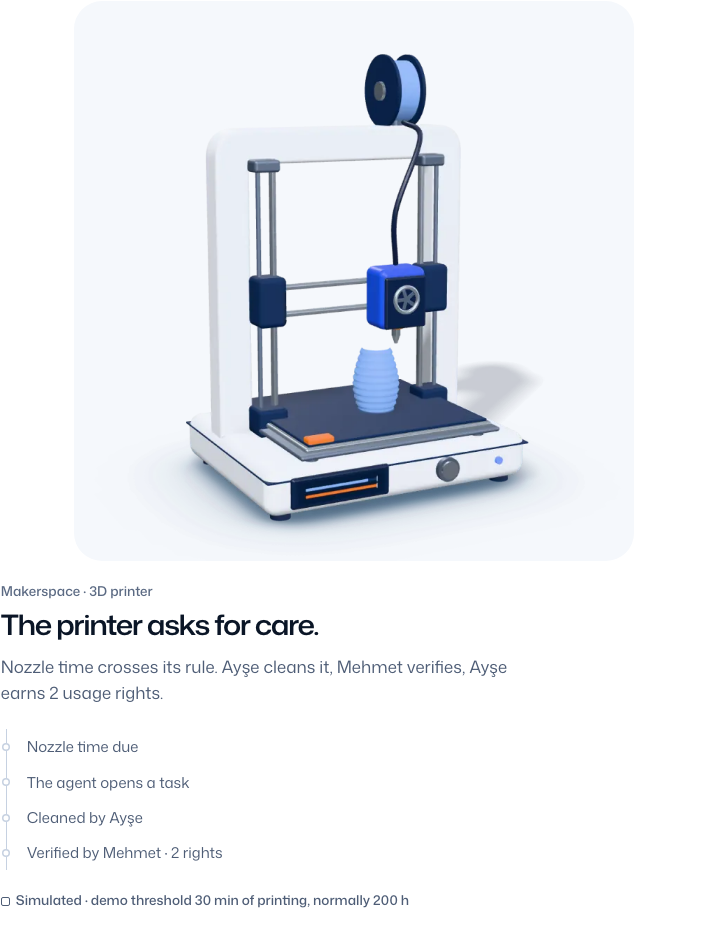 Makerspace · 3D printer
The printer asks for care.
Nozzle time crosses its rule. Ayşe cleans it, Mehmet verifies, Ayşe
earns 2 usage rights.
Nozzle time due
The agent opens a task
Cleaned by Ayşe
Verified by Mehmet · 2 rights
Simulated · demo threshold 30 min of printing, normally 200 h